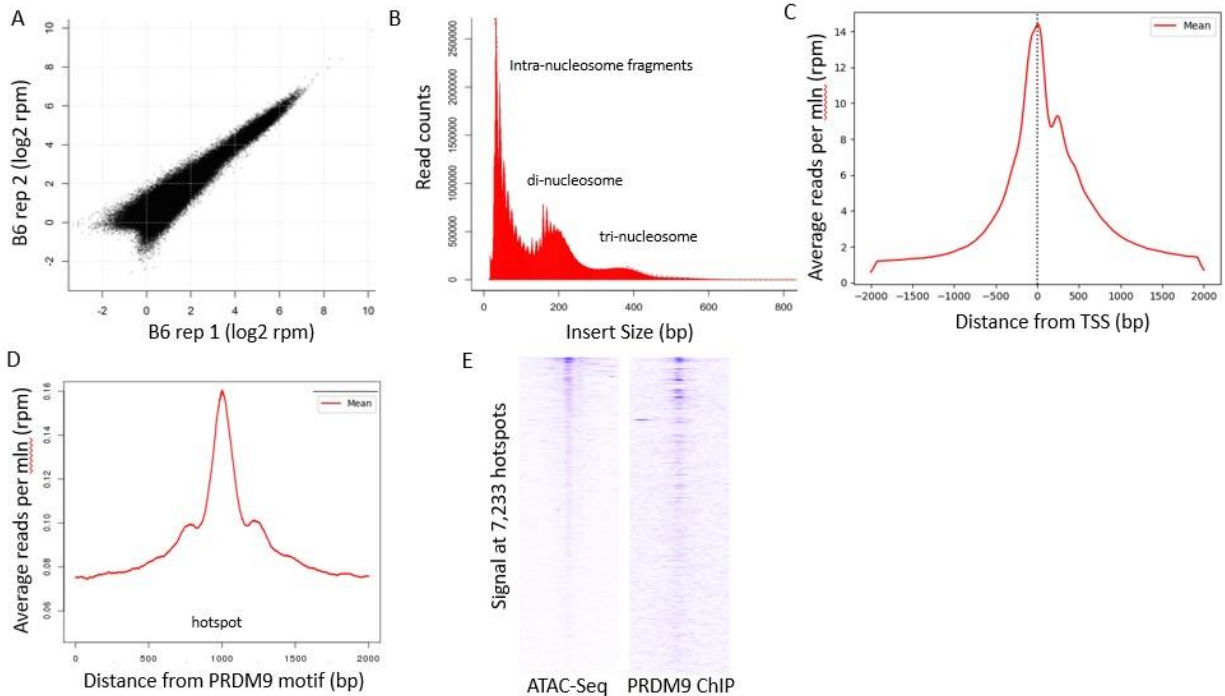 A
B6 rep 2 (log2 rpm)
10
8
6
4
2
0
-2
-2 0 2 4 6 8 10
B6 rep 1 (log2 rpm)
B
Read counts
2500000
2000000
1500000
1000000
500000
0
Intra-nucleosome fragments
di-nucleosome
tri-nucleosome
0 200 400 600 800
Insert Size (bp)
C
Average reads per mln (rpm)
14
12
10
8
6
4
2
0
Mean
-2000 -1500 -1000 -500 0 500 1000 1500 2000
Distance from TSS (bp)
D
Average reads per mln (rpm)
0.16
0.14
0.12
0.10
0.08
0.06
Mean
hotspot
0 500 1000 1500 2000
Distance from PRDM9 motif (bp)
E
Signal at 7,233 hotspots
ATAC-Seq PRDM9 ChIP